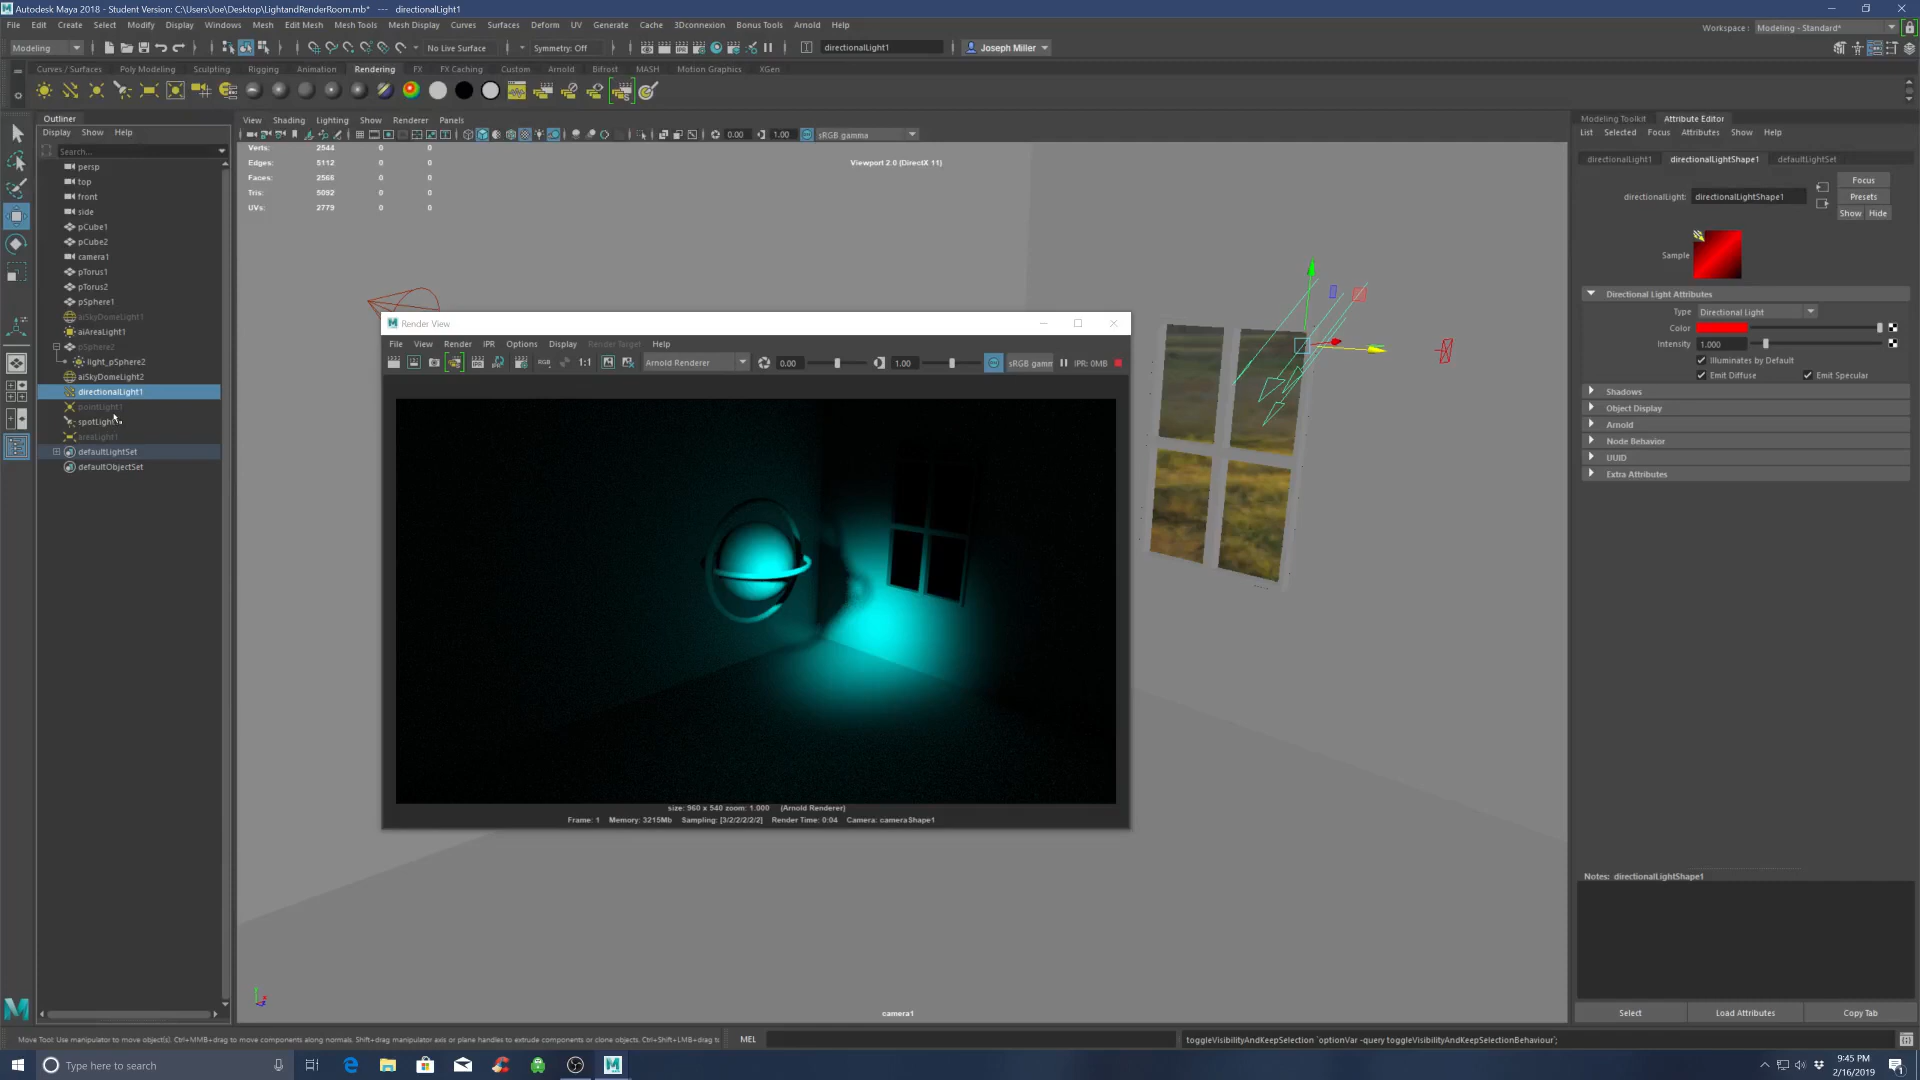 Autodesk Maya 2018 - Student Version: C:\Users\Joe\Desktop\LightandRenderRoom.mb* --- directionalLight1
File Edit Create Select Modify Display Windows Mesh Edit Mesh Mesh Tools Mesh Display Curves Surfaces Deform UV Generate Cache 3Dconnexion Bonus Tools Arnold Help
Workspace : Modeling - Standard*
Modeling
No Live Surface
Symmetry: Off
directionalLight1
Joseph Miller
Curves / Surfaces Poly Modeling Sculpting Rigging Animation Rendering FX FX Caching Custom Arnold Bifrost MASH Motion Graphics XGen
Outliner
Display Show Help
Search...
persp
top
front
side
pCube1
pCube2
camera1
pTorus1
pTorus2
pSphere1
aiSkyDomeLight1
aiAreaLight1
pSphere2
light_pSphere2
aiSkyDomeLight2
directionalLight1
pointLight1
spotLight
areaLight1
defaultLightSet
defaultObjectSet
View Shading Lighting Show Renderer Panels
0.00 1.00 sRGB gamma
Verts: 2544 0 0
Edges: 5112 0 0
Faces: 2566 0 0
Tris: 5092 0 0
UVs: 2779 0 0
Viewport 2.0 (DirectX 11)
Render View
File View Render IPR Options Display Render Target Help
1:1 Arnold Renderer 0.00 1.00 sRGB gamm IPR: 0MB
size: 960 x 540 zoom: 1.000 (Arnold Renderer)
Frame: 1 Memory: 3215Mb Sampling: [3/2/2/2/2/2] Render Time: 0:04 Camera: cameraShape1
camera1
Modeling Toolkit Attribute Editor
List Selected Focus Attributes Show Help
directionalLight1 directionalLightShape1 defaultLightSet
directionalLight: directionalLightShape1
Focus
Presets
Show Hide
Sample
Directional Light Attributes
Type Directional Light
Color
Intensity 1.000
Illuminates by Default
Emit Diffuse Emit Specular
Shadows
Object Display
Arnold
Node Behavior
UUID
Extra Attributes
Notes: directionalLightShape1
Select Load Attributes Copy Tab
Move Tool: Use manipulator to move object(s). Ctrl+MMB+drag to move components along normals. Shift+drag manipulator axis or plane handles to extrude components or clone objects. Ctrl+Shift+LMB+drag to
MEL
toggleVisibilityAndKeepSelection `optionVar -query toggleVisibilityAndKeepSelectionBehaviour`;
Type here to search
9:45 PM
2/16/2019